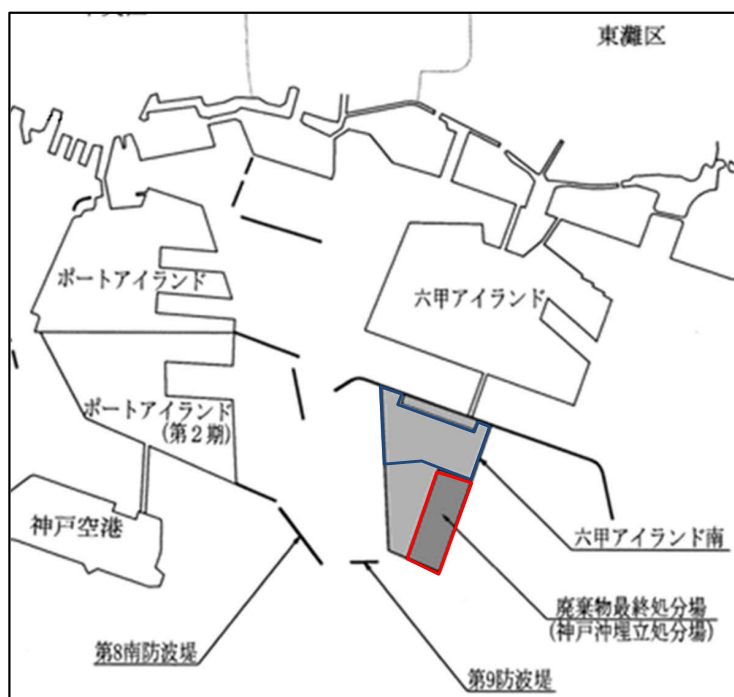 東灘区
ポートアイランド
六甲アイランド
ポートアイランド
(第2期)
神戸空港
六甲アイランド南
廃棄物最終処分場
(神戸沖埋立処分場)
第8南防波堤
第9防波堤